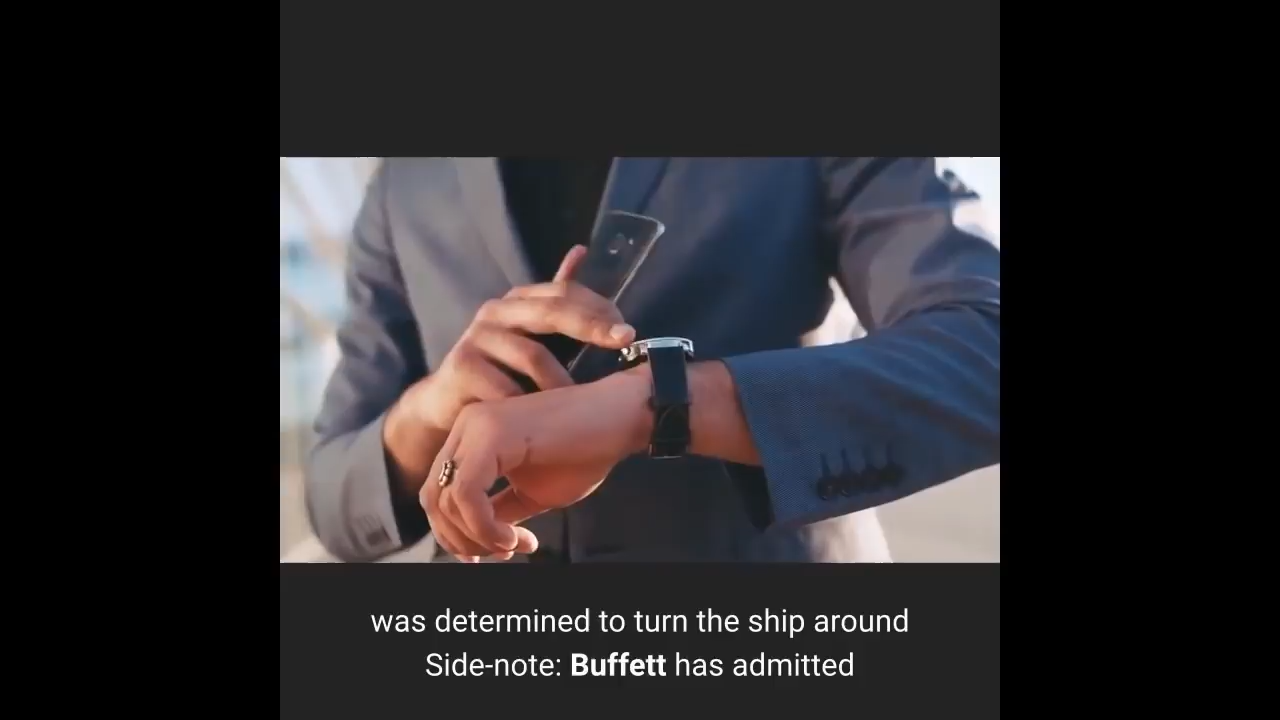 was determined to turn the ship around
Side-note: Buffett has admitted